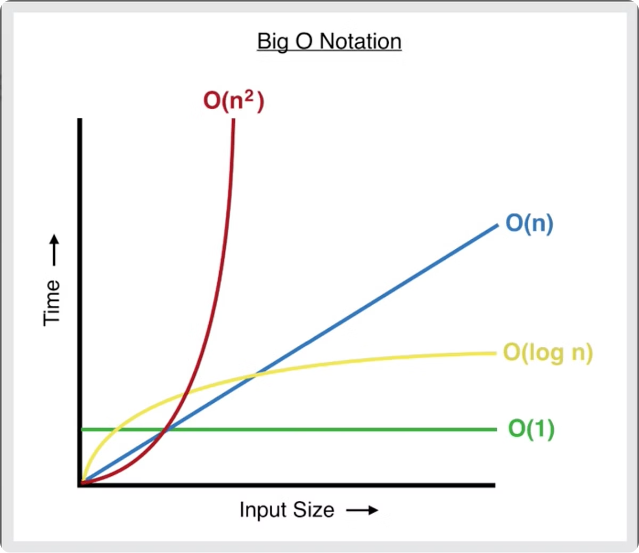 Big O Notation
O(n²)
O(n)
Time →
O(log n)
O(1)
Input Size →